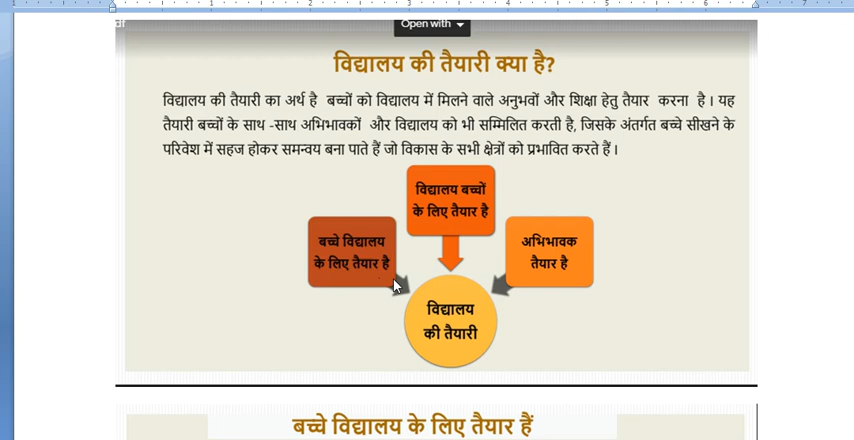 Open with
विद्यालय की तैयारी क्या है?
विद्यालय की तैयारी का अर्थ है बच्चों को विद्यालय में मिलने वाले अनुभवों और शिक्षा हेतु तैयार करना है । यह
तैयारी बच्चों के साथ -साथ अभिभावकों और विद्यालय को भी सम्मिलित करती है, जिसके अंतर्गत बच्चे सीखने के
परिवेश में सहज होकर समन्वय बना पाते हैं जो विकास के सभी क्षेत्रों को प्रभावित करते हैं ।
विद्यालय बच्चों
के लिए तैयार है
बच्चे विद्यालय
के लिए तैयार है
अभिभावक
तैयार है
विद्यालय
की तैयारी
बच्चे विद्यालय के लिए तैयार हैं